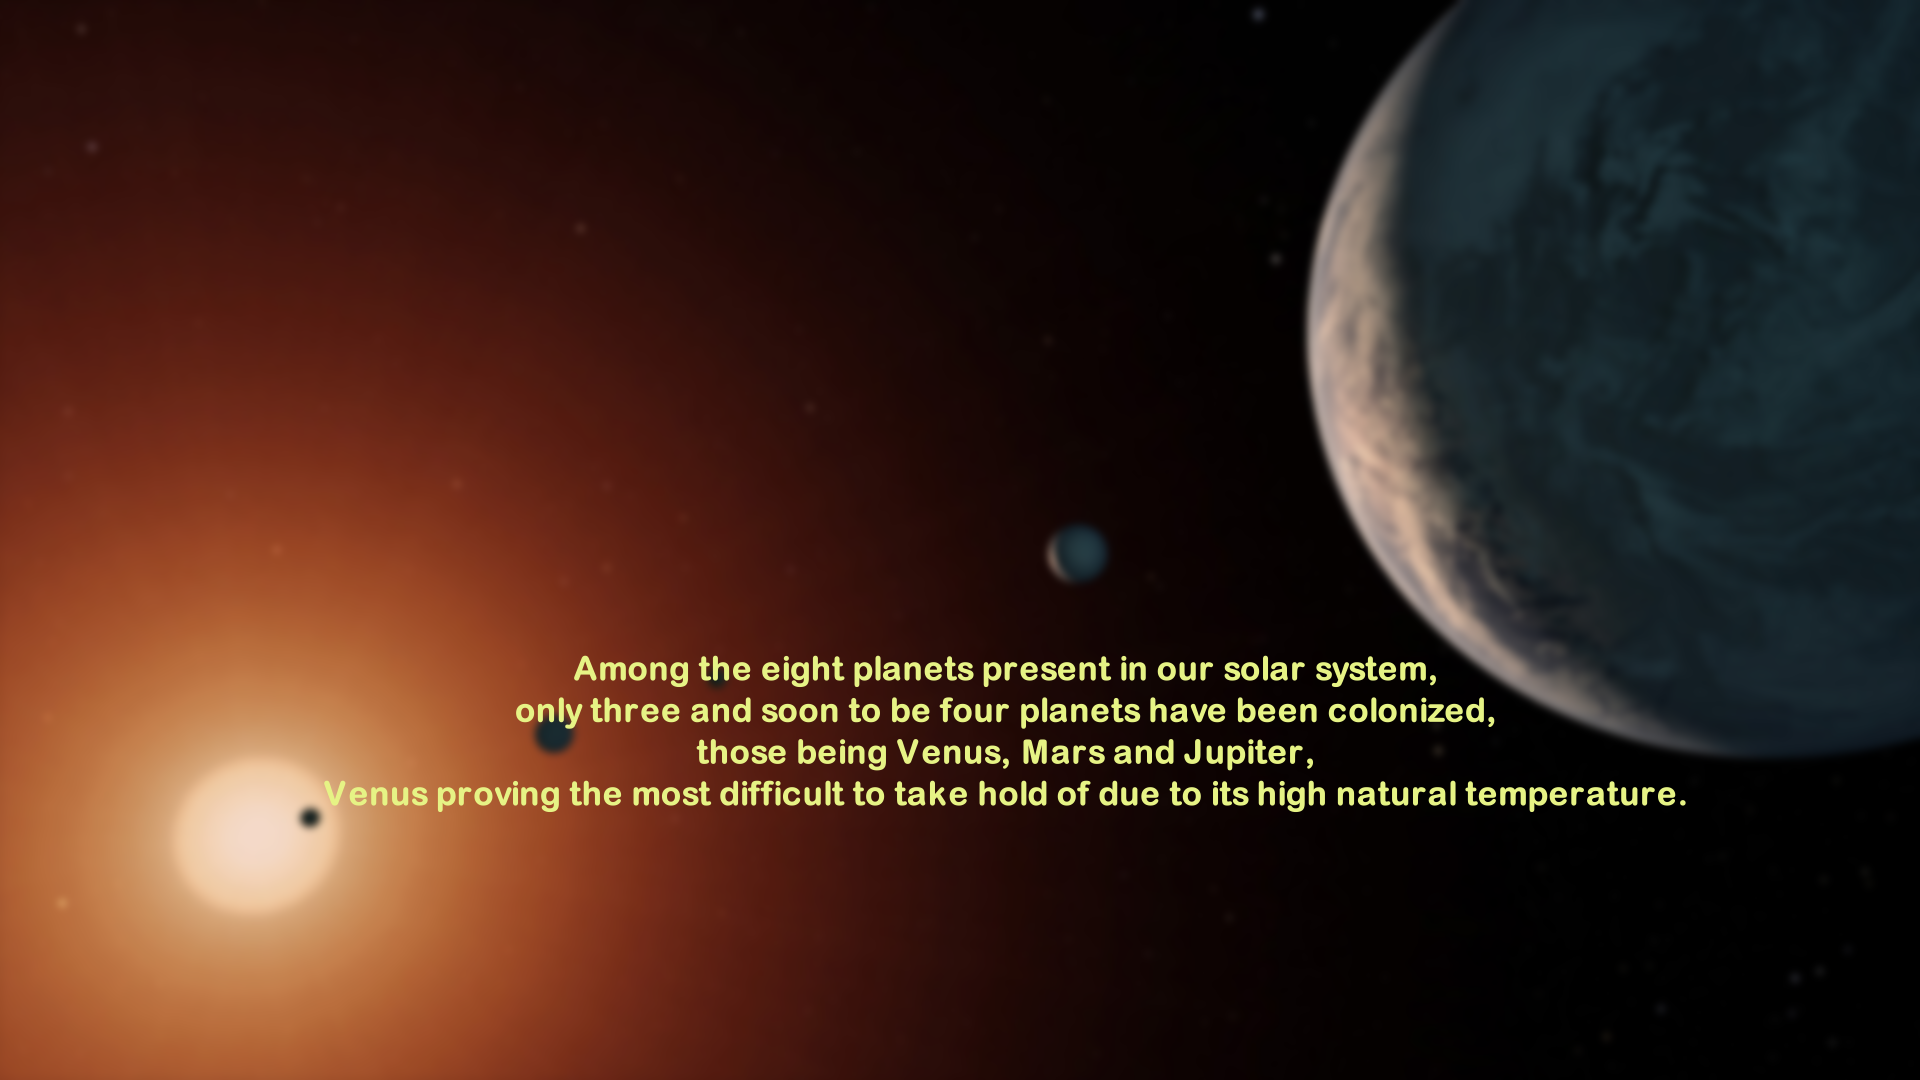 Among the eight planets present in our solar system,
only three and soon to be four planets have been colonized,
those being Venus, Mars and Jupiter,
Venus proving the most difficult to take hold of due to its high natural temperature.